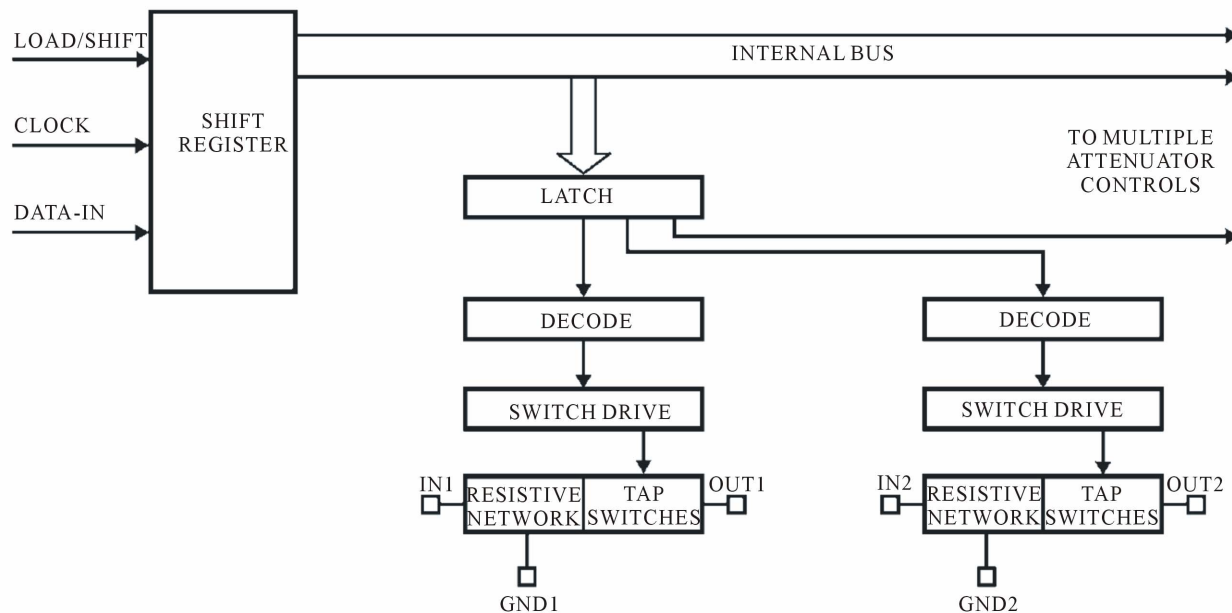 LOAD/SHIFT
INTERNAL BUS
SHIFT
REGISTER
CLOCK
TO MULTIPLE
ATTENUATOR
CONTROLS
DATA-IN
LATCH
DECODE
DECODE
SWITCH DRIVE
SWITCH DRIVE
IN1
RESISTIVE
NETWORK
TAP
SWITCHES
OUT1
GND1
IN2
RESISTIVE
NETWORK
TAP
SWITCHES
OUT2
GND2